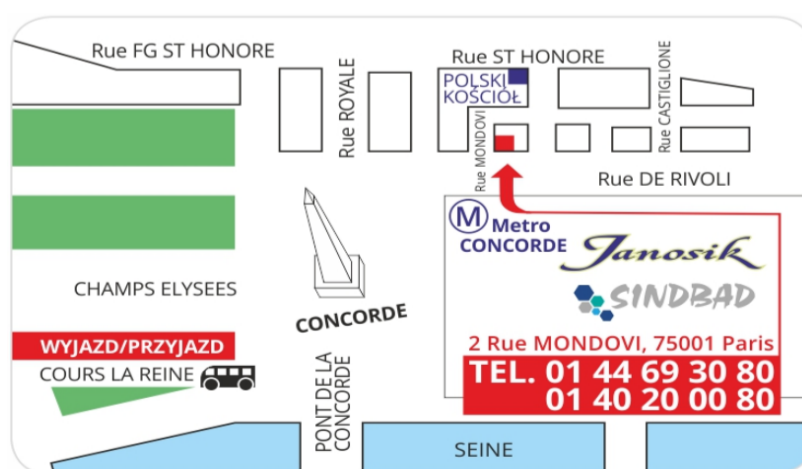 Rue FG ST HONORE
Rue ROYALE
Rue ST HONORE
POLSKI
KOŚCIÓŁ
Rue CASTIGLIONE
Rue MONDOVI
Rue DE RIVOLI
M Metro
CONCORDE
Janosik
SINDBAD
CHAMPS ELYSEES
CONCORDE
WYJAZD/PRZYJAZD
COURS LA REINE
2 Rue MONDOVI, 75001 Paris
TEL. 01 44 69 30 80
01 40 20 00 80
PONT DE LA
CONCORDE
SEINE